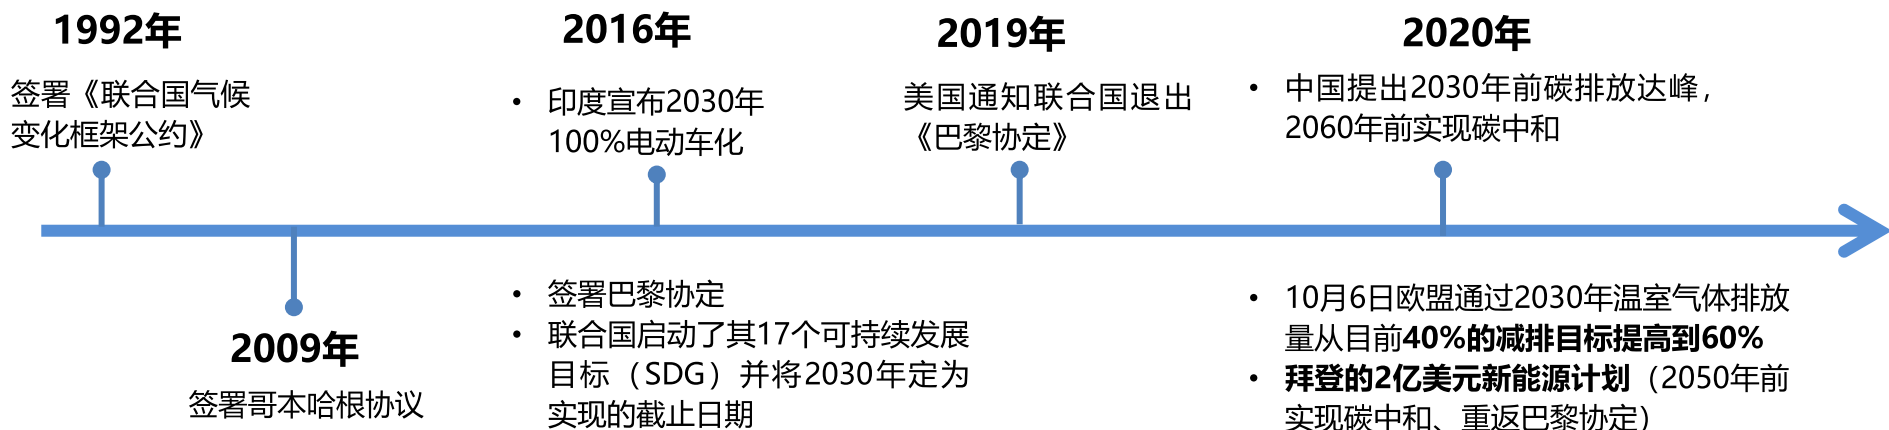 1992年
签署《联合国气候
变化框架公约》
2009年
签署哥本哈根协议
2016年
• 印度宣布2030年
100%电动车化
• 签署巴黎协定
• 联合国启动了其17个可持续发展
目标（SDG）并将2030年定为
实现的截止日期
2019年
美国通知联合国退出
《巴黎协定》
2020年
• 中国提出2030年前碳排放达峰，
2060年前实现碳中和
• 10月6日欧盟通过2030年温室气体排放
量从目前40%的减排目标提高到60%
• 拜登的2亿美元新能源计划（2050年前
实现碳中和、重返巴黎协定）